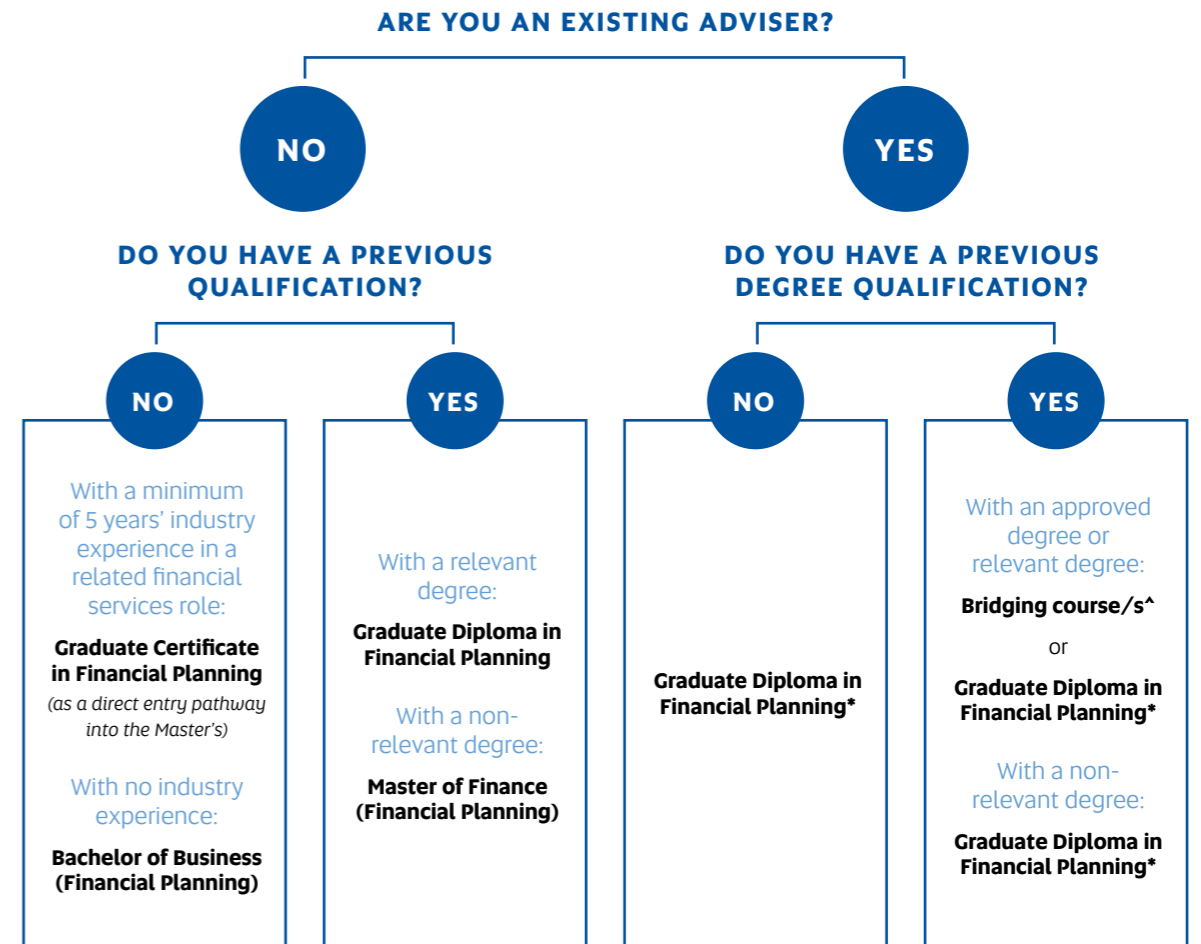 ARE YOU AN EXISTING ADVISER?
NO
YES
DO YOU HAVE A PREVIOUS
QUALIFICATION?
DO YOU HAVE A PREVIOUS
DEGREE QUALIFICATION?
NO
YES
NO
YES
With a minimum
of 5 years’ industry
experience in a
related financial
services role:
Graduate Certificate
in Financial Planning
(as a direct entry pathway
into the Master’s)
With no industry
experience:
Bachelor of Business
(Financial Planning)
With a relevant
degree:
Graduate Diploma in
Financial Planning
With a non-
relevant degree:
Master of Finance
(Financial Planning)
Graduate Diploma in
Financial Planning*
With an approved
degree or
relevant degree:
Bridging course/s^
or
Graduate Diploma in
Financial Planning*
With a non-
relevant degree:
Graduate Diploma in
Financial Planning*